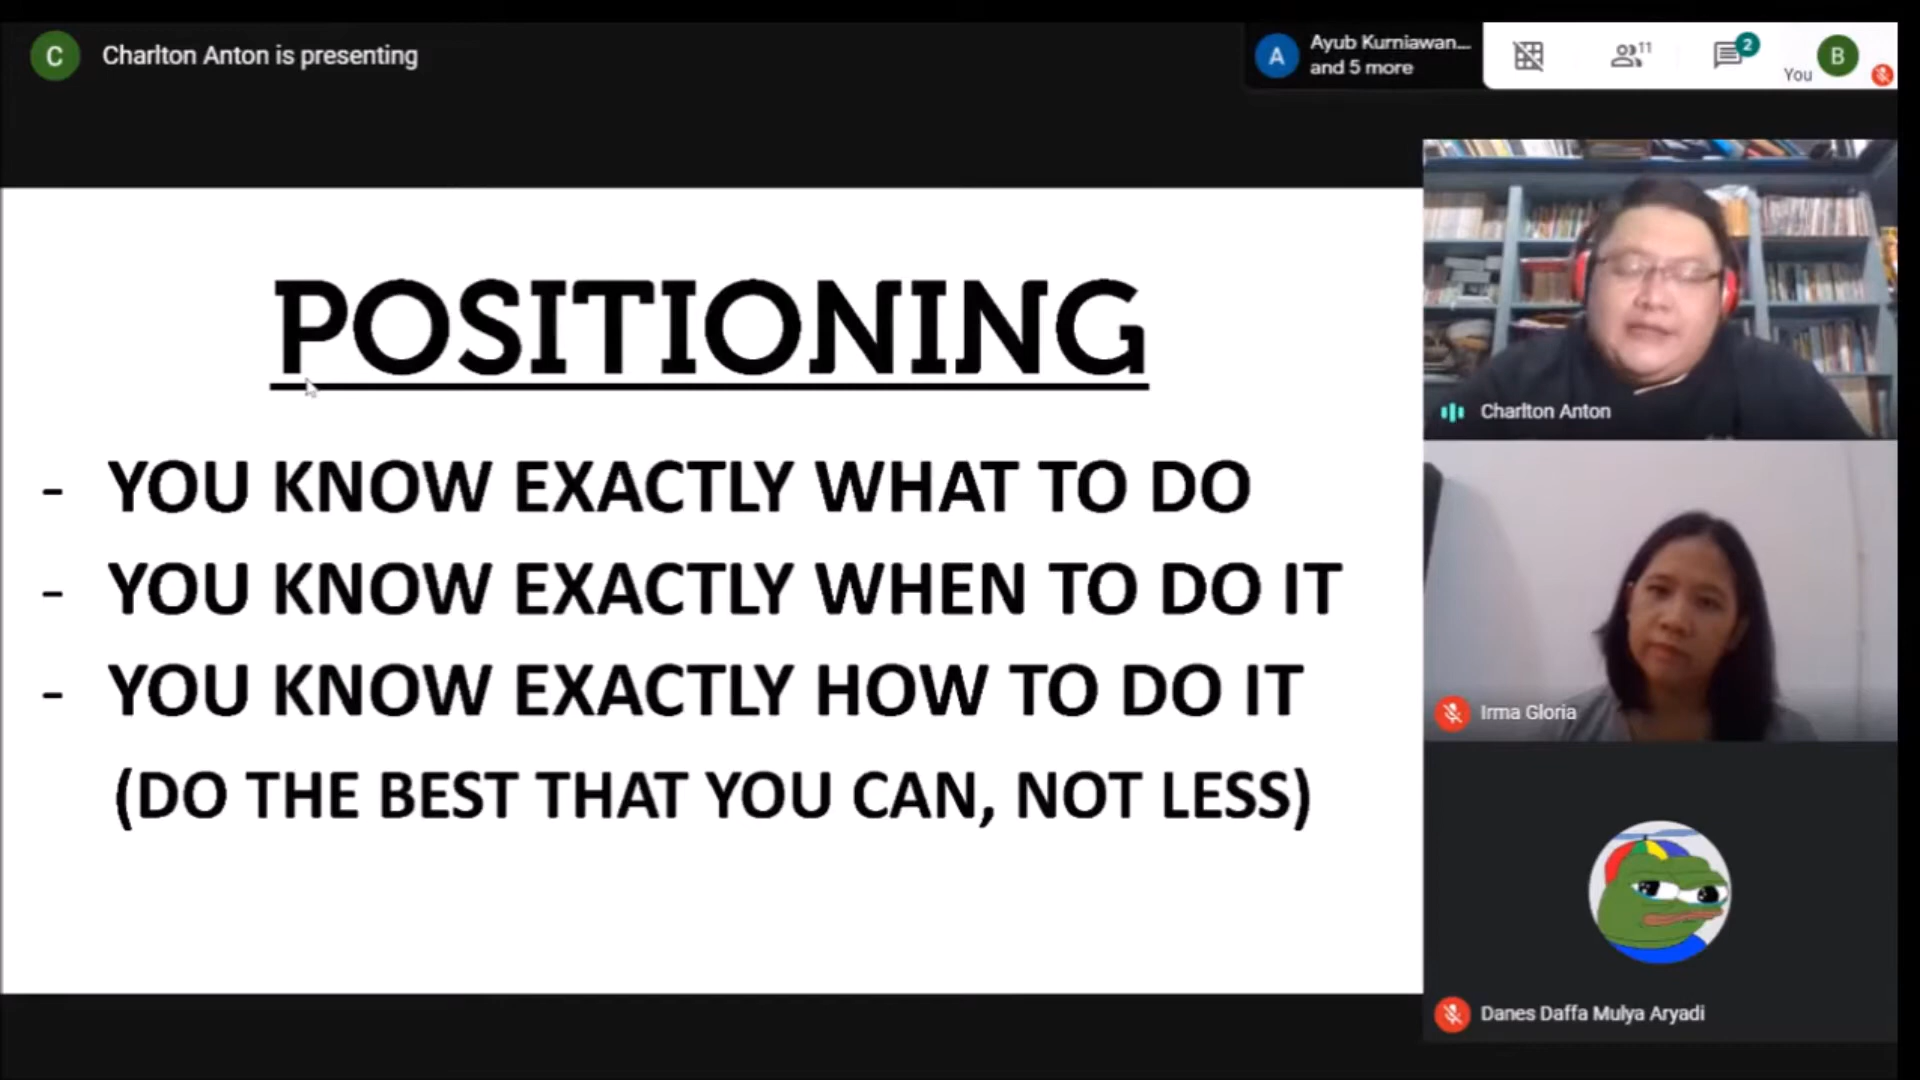 C
Charlton Anton is presenting
A
Ayub Kurniawan...
and 5 more
11
2
You
B
POSITIONING
- YOU KNOW EXACTLY WHAT TO DO
- YOU KNOW EXACTLY WHEN TO DO IT
- YOU KNOW EXACTLY HOW TO DO IT
(DO THE BEST THAT YOU CAN, NOT LESS)
Charlton Anton
Irma Gloria
Danes Daffa Mulya Aryadi